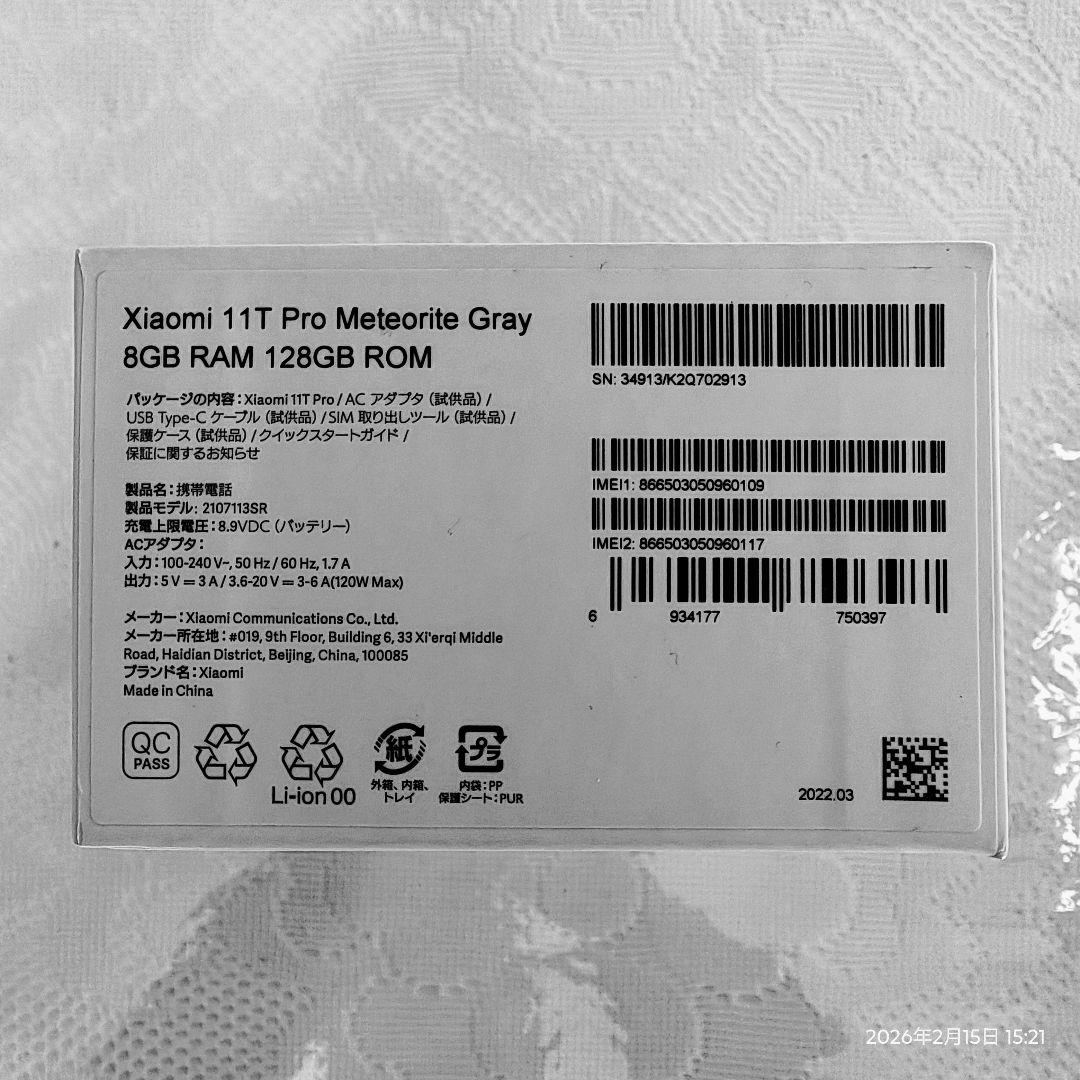 Xiaomi 11T Pro Meteorite Gray
8GB RAM 128GB ROM
パッケージの内容：Xiaomi 11T Pro / AC アダプタ（試供品）/
USB Type-C ケーブル（試供品）/ SIM 取り出しツール（試供品）/
保護ケース（試供品）/ クイックスタートガイド /
保証に関するお知らせ
製品名：携帯電話
製品モデル: 2107113SR
充電上限電圧：8.9VDC（バッテリー）
ACアダプタ：
入力：100-240 V~, 50 Hz / 60 Hz, 1.7 A
出力：5 V ⎓ 3 A / 3.6-20 V ⎓ 3-6 A(120W Max)
メーカー：Xiaomi Communications Co., Ltd.
メーカー所在地：#019, 9th Floor, Building 6, 33 Xi'erqi Middle
Road, Haidian District, Beijing, China, 100085
ブランド名：Xiaomi
Made in China
QC
PASS
Li-ion 00
紙
外箱、内箱、
トレイ
プラ
内袋：PP
保護シート：PUR
SN: 34913/K2Q702913
IMEI1: 866503050960109
IMEI2: 866503050960117
6 934177 750397
2022.03
2026年2月15日 15:21